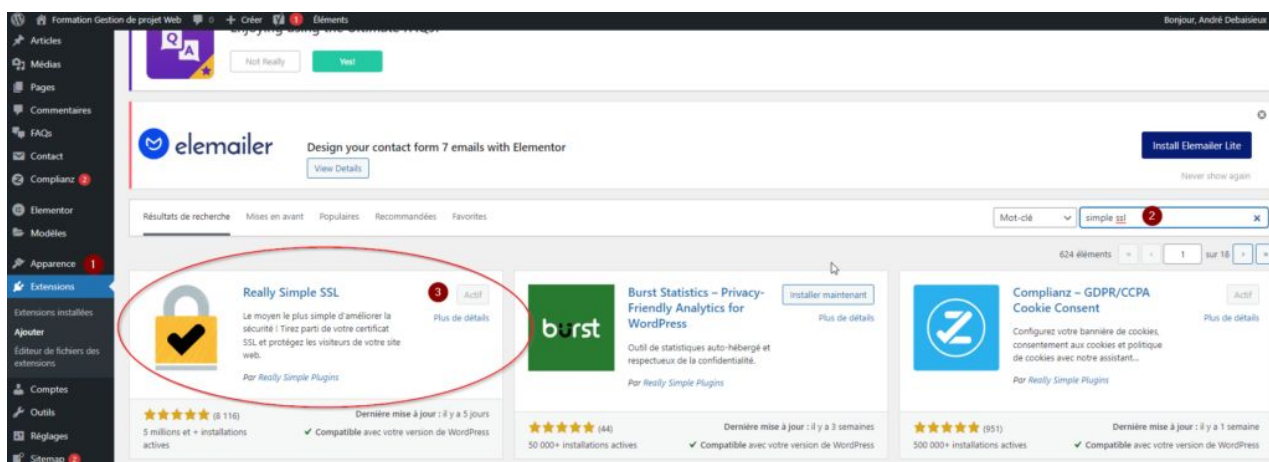 Formation Gestion de projet Web 0 + Créer 1 Éléments Bonjour, André Debaisieux
Articles
Médias
Pages
Commentaires
FAQs
Contact
Complianz 2
Elementor
Modèles
Apparence 1
Extensions
Extensions installées
Ajouter
Éditeur de fichiers des
extensions
Comptes
Outils
Réglages
Sitemap 2
Q A
Enjoying using the Ultimate FAQs?
Not Really Yes!
elemailer
Design your contact form 7 emails with Elementor
View Details
Install Elemailer Lite
Never show again
Résultats de recherche Mises en avant Populaires Recommandées Favorites
Mot-clé simple ssl 2 x
624 éléments « ‹ 1 sur 18 › »
Really Simple SSL 3 Actif
Plus de détails
Le moyen le plus simple d'améliorer la
sécurité ! Tirez parti de votre certificat
SSL et protégez les visiteurs de votre site
web.
Par Really Simple Plugins
(8 116)
5 millions et + installations
actives
Dernière mise à jour : il y a 5 jours
Compatible avec votre version de WordPress
burst
Burst Statistics – Privacy-
Friendly Analytics for
WordPress
Installer maintenant
Plus de détails
Outil de statistiques auto-hébergé et
respectueux de la confidentialité.
Par Really Simple Plugins
(44)
50 000+ installations actives
Dernière mise à jour : il y a 3 semaines
Compatible avec votre version de WordPress
Complianz – GDPR/CCPA
Cookie Consent
Actif
Plus de détails
Configurez votre bannière de cookies,
consentement aux cookies et politique
de cookies avec notre assistant...
Par Really Simple Plugins
(951)
500 000+ installations actives
Dernière mise à jour : il y a 1 semaine
Compatible avec votre version de WordPress